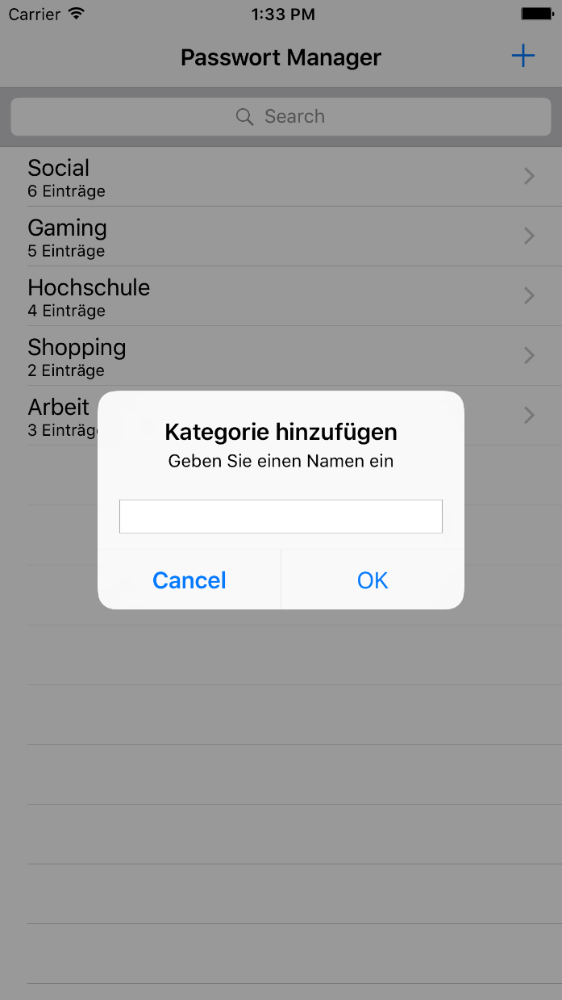 Carrier 1:33 PM
Passwort Manager
Search
Social
6 Einträge
Gaming
5 Einträge
Hochschule
4 Einträge
Shopping
2 Einträge
Arbeit
3 Einträg
Kategorie hinzufügen
Geben Sie einen Namen ein
Cancel OK